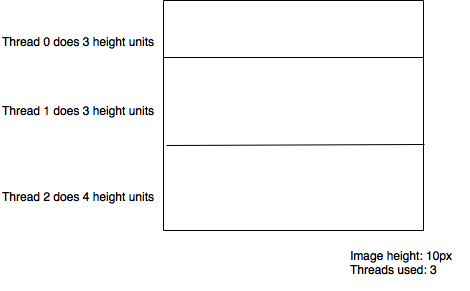 Thread 0 does 3 height units
Thread 1 does 3 height units
Thread 2 does 4 height units
Image height: 10px
Threads used: 3